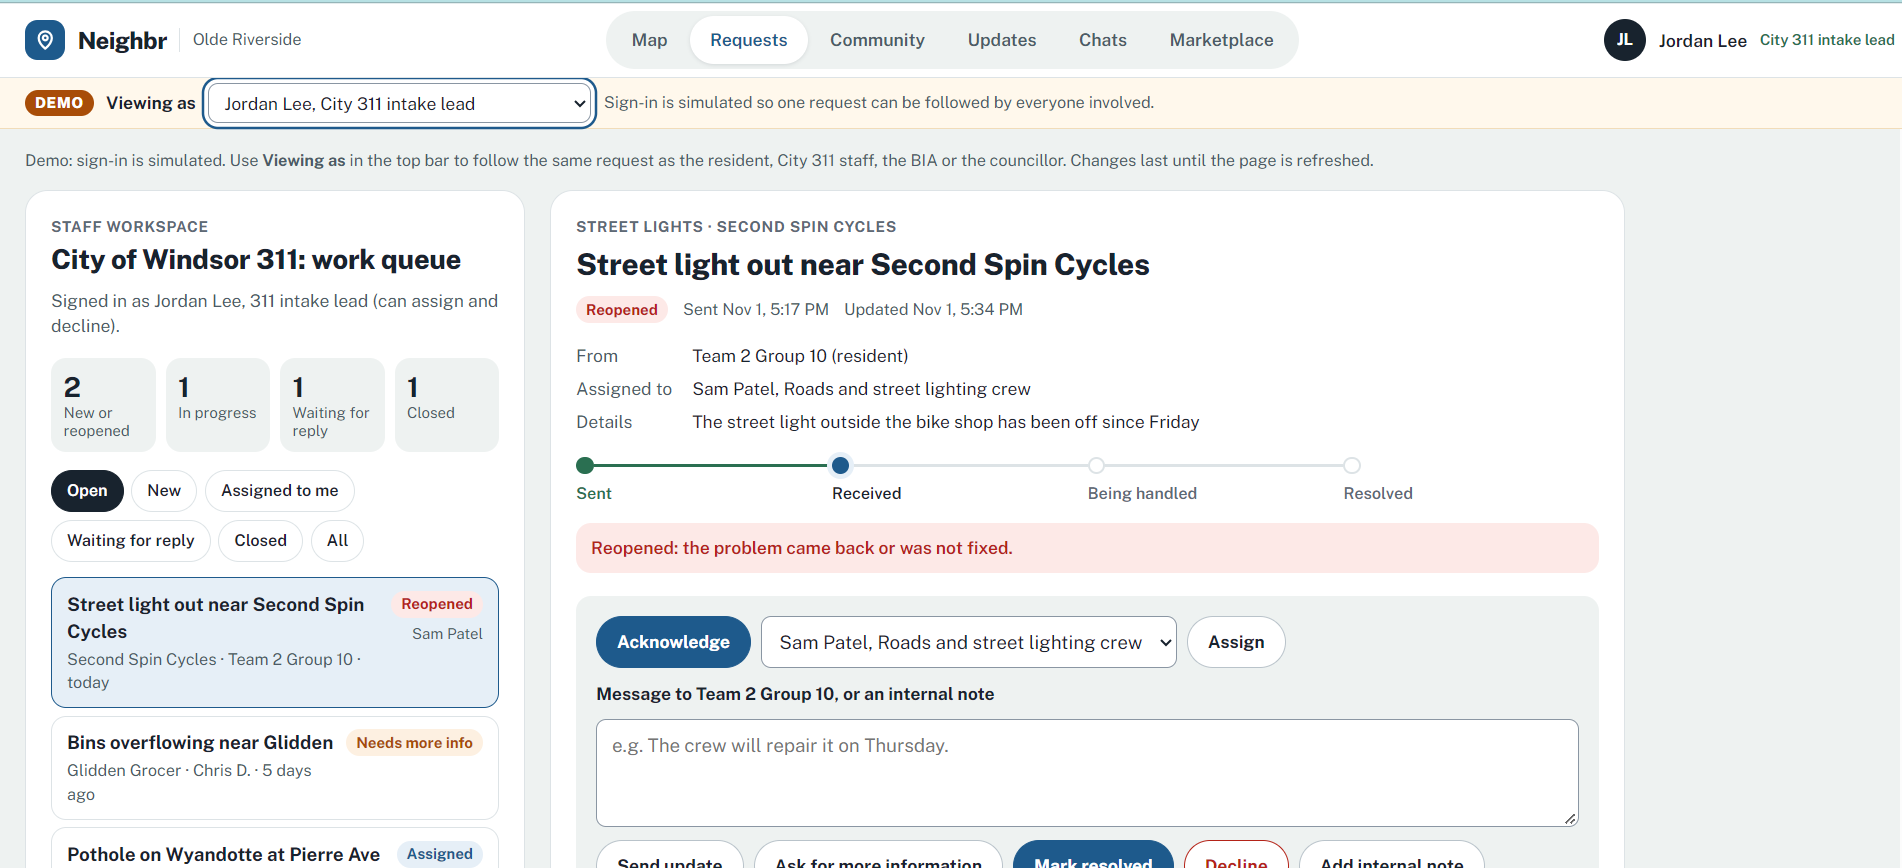 Neighbr
Olde Riverside
Map
Requests
Community
Updates
Chats
Marketplace
JL
Jordan Lee
City 311 intake lead
DEMO
Viewing as
Jordan Lee, City 311 intake lead
Sign-in is simulated so one request can be followed by everyone involved.
Demo: sign-in is simulated. Use Viewing as in the top bar to follow the same request as the resident, City 311 staff, the BIA or the councillor. Changes last until the page is refreshed.
STAFF WORKSPACE
City of Windsor 311: work queue
Signed in as Jordan Lee, 311 intake lead (can assign and
decline).
2
New or
reopened
1
In progress
1
Waiting for
reply
1
Closed
Open
New
Assigned to me
Waiting for reply
Closed
All
Street light out near Second Spin
Cycles
Reopened
Sam Patel
Second Spin Cycles · Team 2 Group 10 ·
today
Bins overflowing near Glidden
Needs more info
Glidden Grocer · Chris D. · 5 days
ago
Pothole on Wyandotte at Pierre Ave
Assigned
STREET LIGHTS · SECOND SPIN CYCLES
Street light out near Second Spin Cycles
Reopened
Sent Nov 1, 5:17 PM
Updated Nov 1, 5:34 PM
From
Team 2 Group 10 (resident)
Assigned to
Sam Patel, Roads and street lighting crew
Details
The street light outside the bike shop has been off since Friday
Sent
Received
Being handled
Resolved
Reopened: the problem came back or was not fixed.
Acknowledge
Sam Patel, Roads and street lighting crew
Assign
Message to Team 2 Group 10, or an internal note
e.g. The crew will repair it on Thursday.
Send update
Ask for more information
Mark resolved
Decline
Add internal note